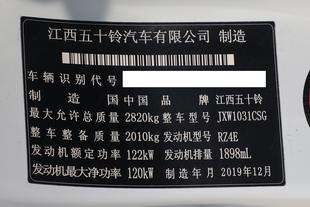 江西五十铃汽车有限公司 制造
车辆识别代号
制造国 中国 品牌 江西五十铃
最大允许总质量 2820kg 整车型号 JXW1031CSG
整车整备质量 2010kg 发动机型号 RZ4E
发动机额定功率 122kW 发动机排量 1898mL
发动机最大净功率 120kW 制造年月 2019年12月